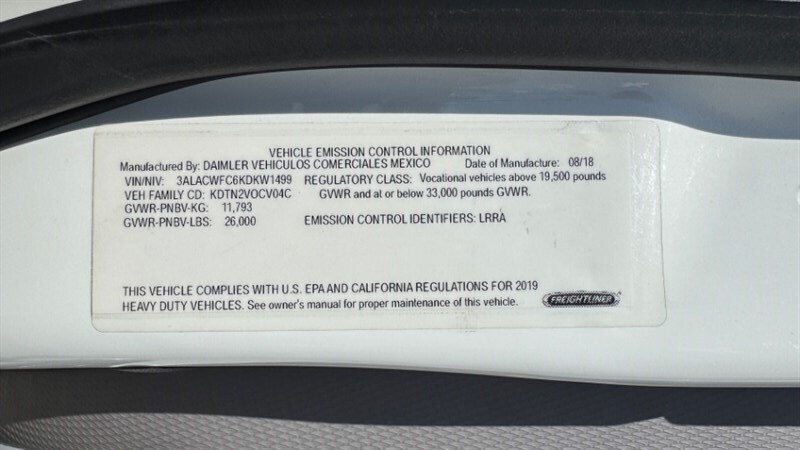 VEHICLE EMISSION CONTROL INFORMATION
Manufactured By: DAIMLER VEHICULOS COMERCIALES MEXICO Date of Manufacture: 08/18
VIN/NIV: 3ALACWFC6KDKW1499 REGULATORY CLASS: Vocational vehicles above 19,500 pounds
VEH FAMILY CD: KDTN2VOCV04C GVWR and at or below 33,000 pounds GVWR.
GVWR-PNBV-KG: 11,793
GVWR-PNBV-LBS: 26,000 EMISSION CONTROL IDENTIFIERS: LRRA
THIS VEHICLE COMPLIES WITH U.S. EPA AND CALIFORNIA REGULATIONS FOR 2019
HEAVY DUTY VEHICLES. See owner's manual for proper maintenance of this vehicle.
FREIGHTLINER